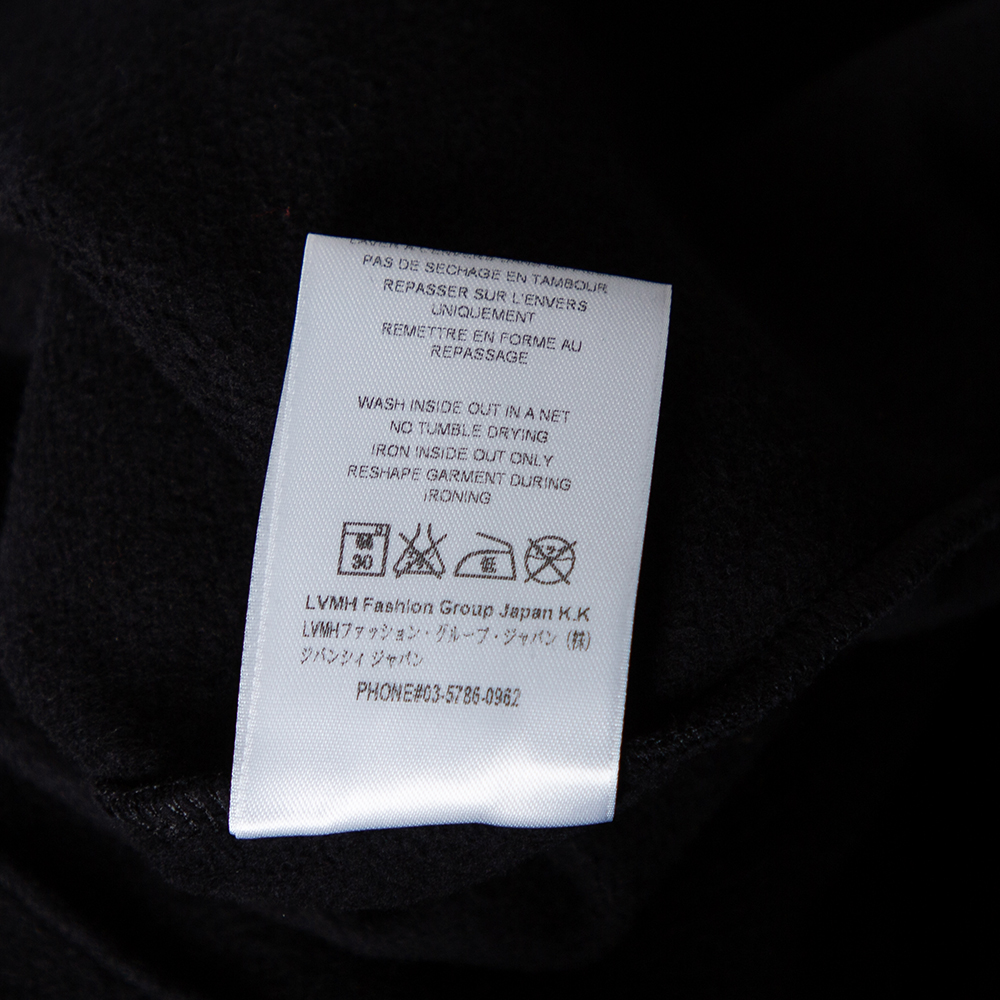 PAS DE SECHAGE EN TAMBOUR
REPASSER SUR L'ENVERS
UNIQUEMENT
REMETTRE EN FORME AU
REPASSAGE
WASH INSIDE OUT IN A NET
NO TUMBLE DRYING
IRON INSIDE OUT ONLY
RESHAPE GARMENT DURING
IRONING
30 低
LVMH Fashion Group Japan K.K
LVMHファッション・グループ・ジャパン (株)
ジバンシィ ジャパン
PHONE#03-5786-0962